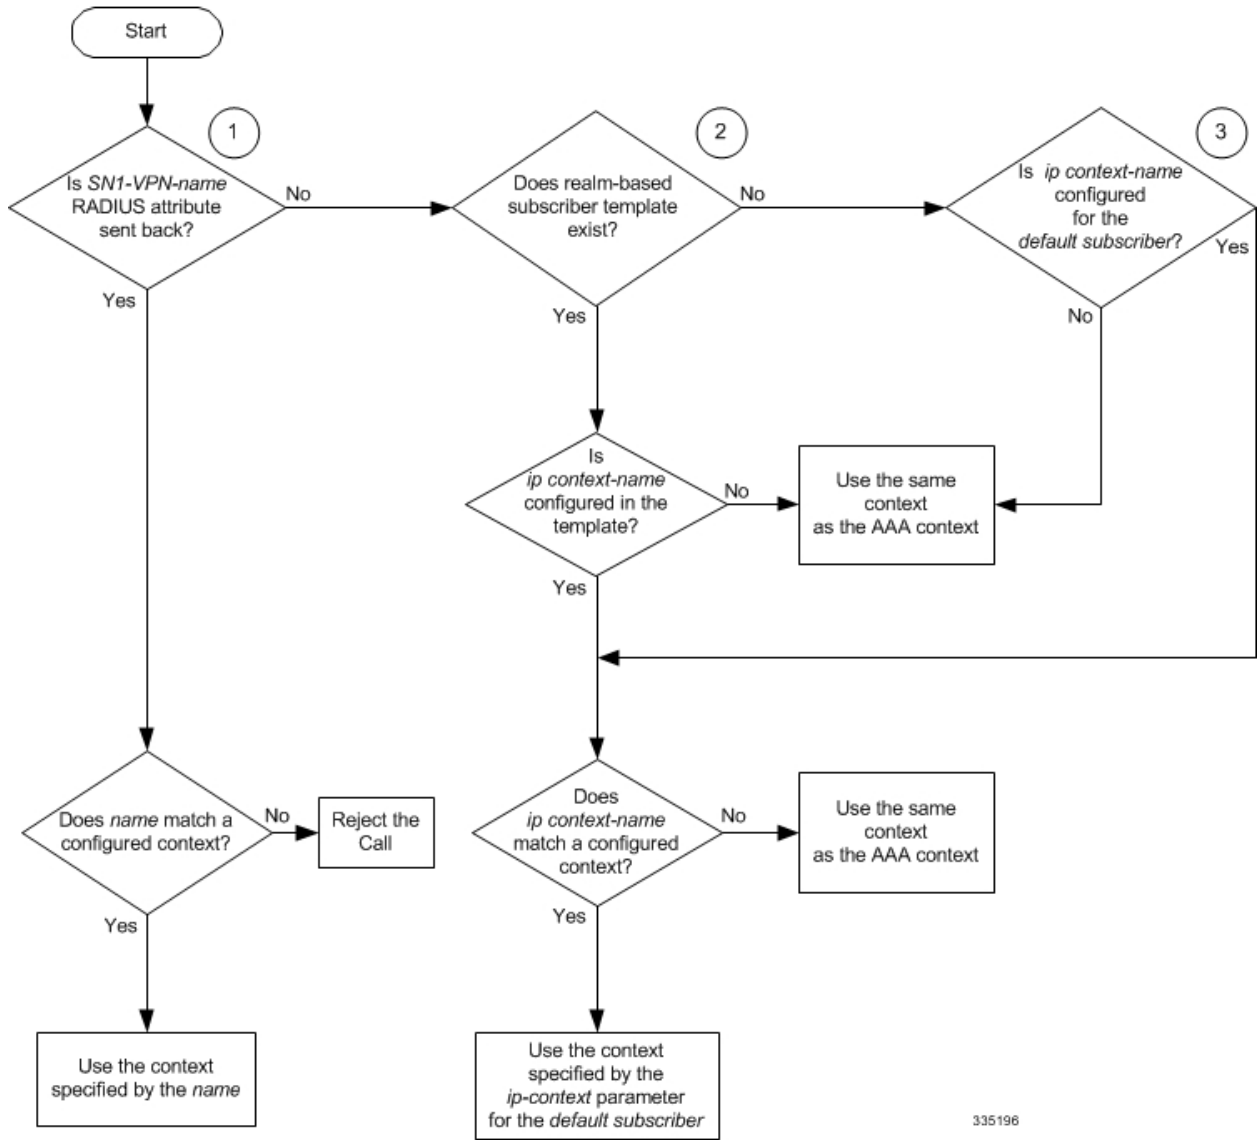 Start
1
Is SN1-VPN-name
RADIUS attribute
sent back?
No
Yes
2
Does realm-based
subscriber template
exist?
No
Yes
3
Is ip context-name
configured
for the
default subscriber?
Yes
No
Is
ip context-name
configured in the
template?
No
Yes
Use the same
context
as the AAA context
Does name match a
configured context?
No
Yes
Reject the
Call
Does
ip context-name
match a configured
context?
No
Yes
Use the same
context
as the AAA context
Use the context
specified by the name
Use the context
specified by the
ip-context parameter
for the default subscriber
335196